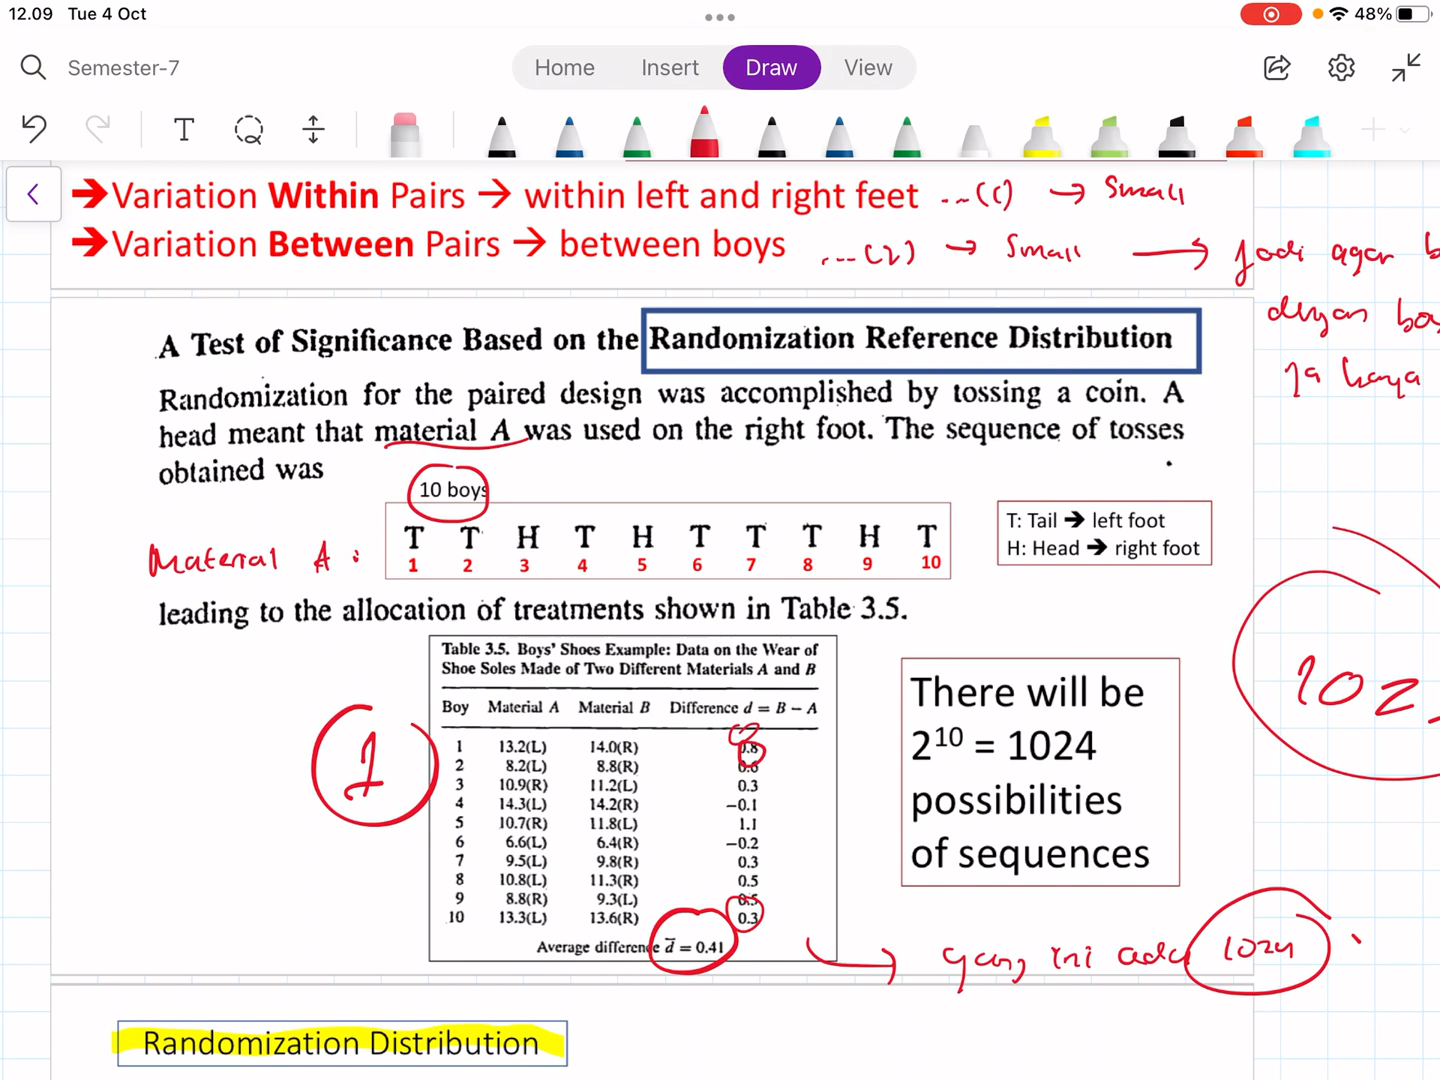 12.09 Tue 4 Oct
48%
Semester-7
Home Insert Draw View
T
➔Variation Within Pairs → within left and right feet ...(1) → Small
➔Variation Between Pairs → between boys ...(2) → Small → Jadi agar b
dengan
A Test of Significance Based on the Randomization Reference Distribution
Randomization for the paired design was accomplished by tossing a coin. A
head meant that material A was used on the right foot. The sequence of tosses
obtained was
10 boys
Material A :
T T H T H T T T H T
1 2 3 4 5 6 7 8 9 10
T: Tail ➔ left foot
H: Head ➔ right foot
leading to the allocation of treatments shown in Table 3.5.
Table 3.5. Boys' Shoes Example: Data on the Wear of
Shoe Soles Made of Two Different Materials A and B
Boy Material A Material B Difference d = B − A
1 13.2(L) 14.0(R) 0.8
2 8.2(L) 8.8(R) 0.6
3 10.9(R) 11.2(L) 0.3
4 14.3(L) 14.2(R) −0.1
5 10.7(R) 11.8(L) 1.1
6 6.6(L) 6.4(R) −0.2
7 9.5(L) 9.8(R) 0.3
8 10.8(L) 11.3(R) 0.5
9 8.8(R) 9.3(L) 0.5
10 13.3(L) 13.6(R) 0.3
Average difference d̄ = 0.41
1
There will be
2¹⁰ = 1024
possibilities
of sequences
102
yang ini ada 1024
Randomization Distribution